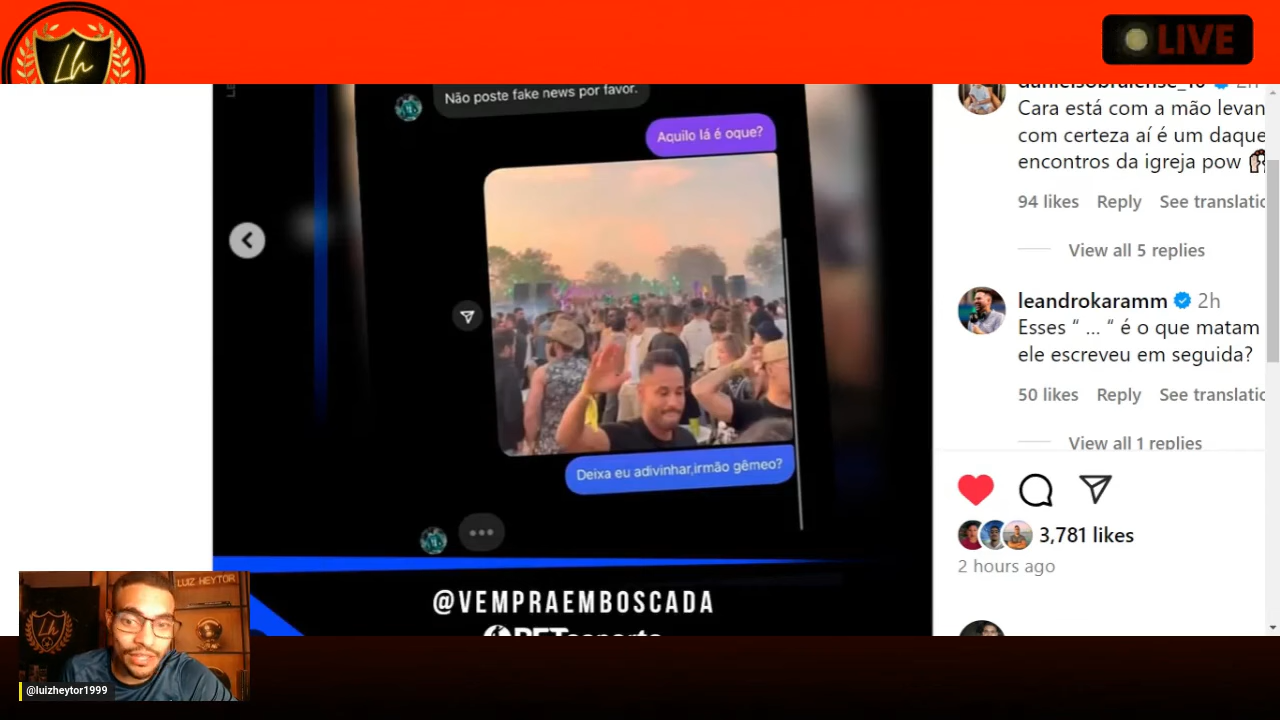 Lh
LIVE
Não poste fake news por favor.
Aquilo lá é oque?
Deixa eu adivinhar,irmão gêmeo?
@VEMPRAEMBOSCADA
2h
Cara está com a mão levan
com certeza aí é um daque
encontros da igreja pow
94 likes Reply See translatio
View all 5 replies
leandrokaramm 2h
Esses “ ... “ é o que matam
ele escreveu em seguida?
50 likes Reply See translatio
View all 1 replies
3,781 likes
2 hours ago
LUIZ HEYTOR
Lh
@luizheytor1999